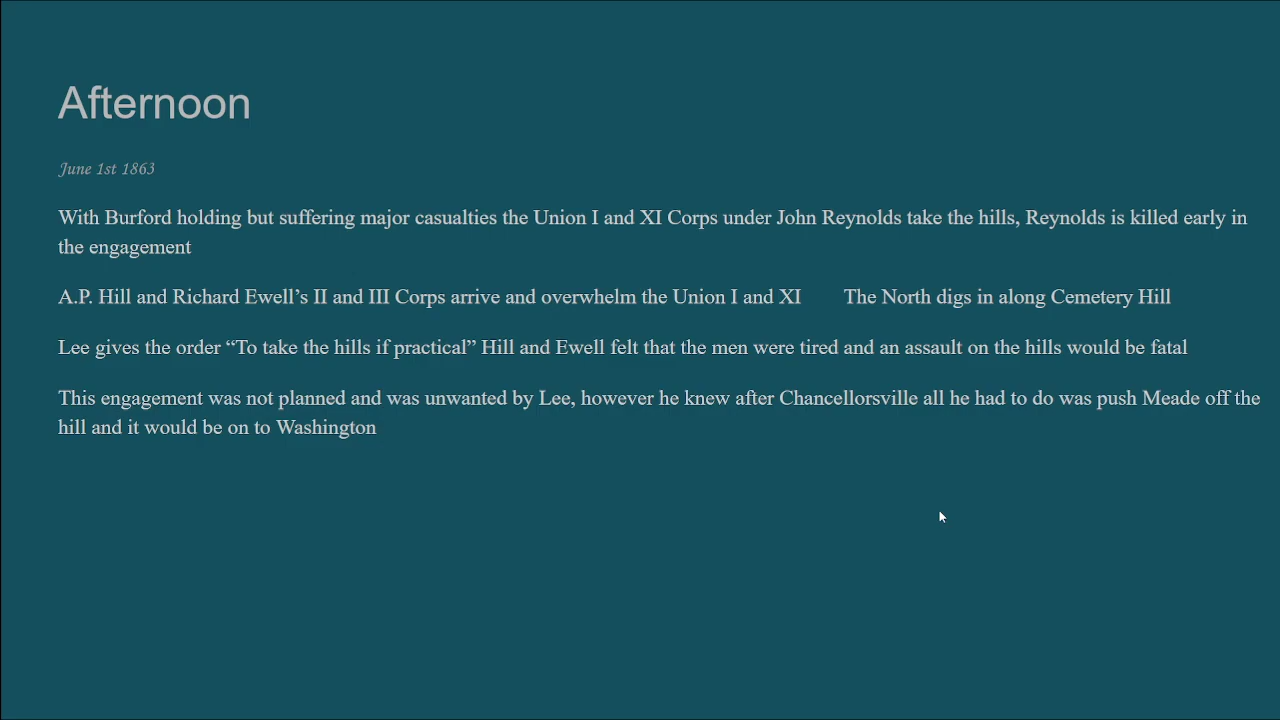 Afternoon
June 1st 1863
With Burford holding but suffering major casualties the Union I and XI Corps under John Reynolds take the hills, Reynolds is killed early in
the engagement
A.P. Hill and Richard Ewell’s II and III Corps arrive and overwhelm the Union I and XI The North digs in along Cemetery Hill
Lee gives the order “To take the hills if practical” Hill and Ewell felt that the men were tired and an assault on the hills would be fatal
This engagement was not planned and was unwanted by Lee, however he knew after Chancellorsville all he had to do was push Meade off the
hill and it would be on to Washington